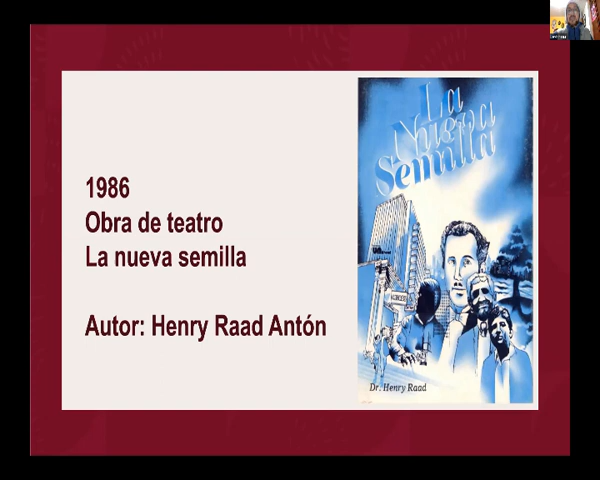 1986
Obra de teatro
La nueva semilla
Autor: Henry Raad Antón
La
Nueva
Semilla
Dr. Henry Raad